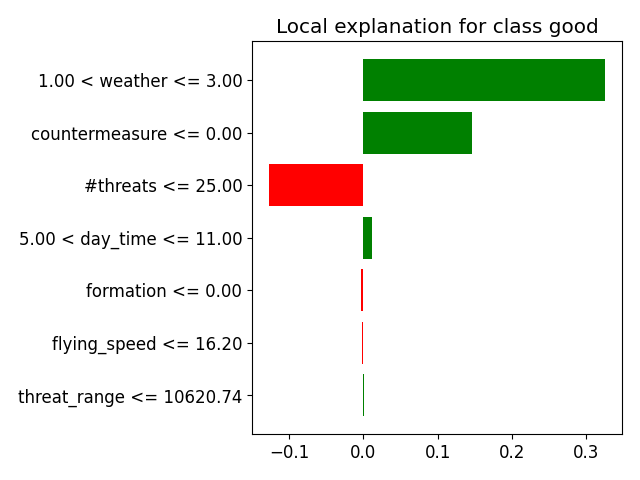 Local explanation for class good
1.00 < weather <= 3.00
countermeasure <= 0.00
#threats <= 25.00
5.00 < day_time <= 11.00
formation <= 0.00
flying_speed <= 16.20
threat_range <= 10620.74
−0.1 0.0 0.1 0.2 0.3